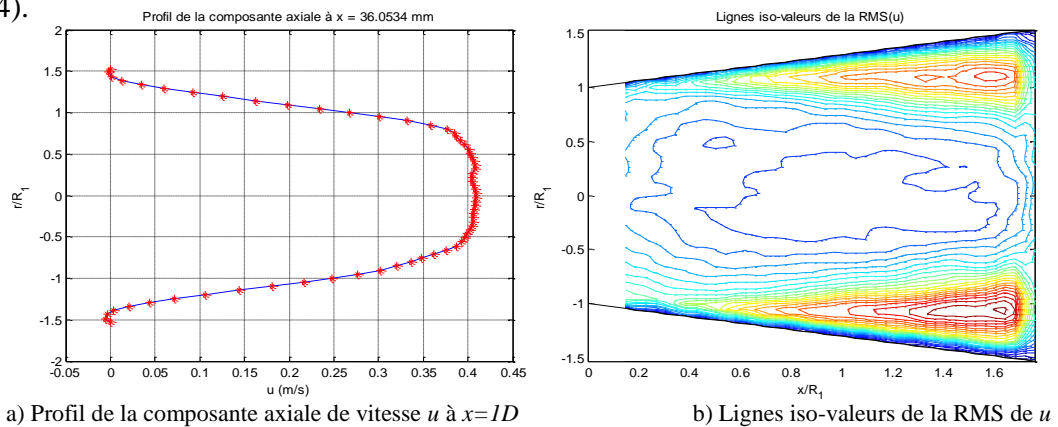 4).
Profil de la composante axiale à x = 36.0534 mm
2
1.5
1
0.5
0
-0.5
-1
-1.5
-2
r/R1
-0.05 0 0.05 0.1 0.15 0.2 0.25 0.3 0.35 0.4 0.45
u (m/s)
Lignes iso-valeurs de la RMS(u)
1.5
1
0.5
0
-0.5
-1
-1.5
r/R1
0 0.2 0.4 0.6 0.8 1 1.2 1.4 1.6
x/R1
a) Profil de la composante axiale de vitesse u à x=1D
b) Lignes iso-valeurs de la RMS de u